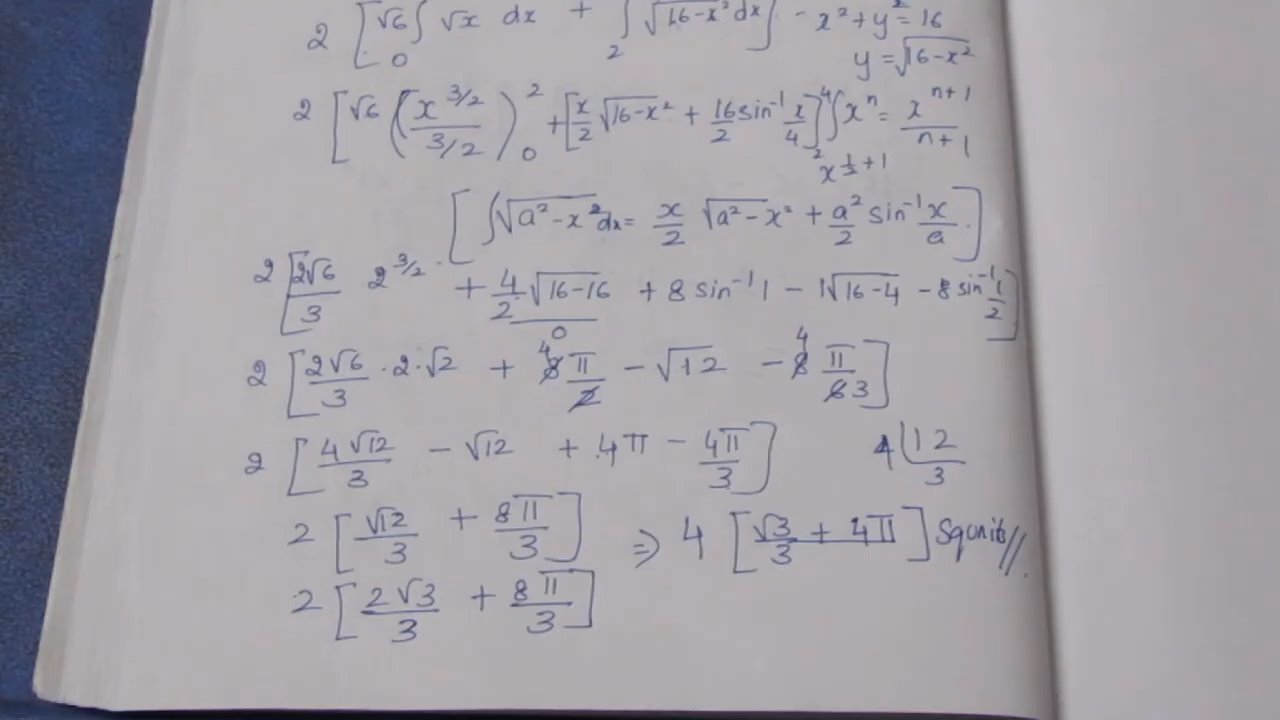 2 [√6 ∫₀ √x dx + ∫₂ √16-x² dx] - x² + y² = 16
y = √16-x²
2 [√6 (x^3/2 / 3/2)₀² + [x/2 √16-x² + 16/2 sin⁻¹ x/4]₂⁴ ∫xⁿ = x^n+1 / n+1
x^½+1
[∫√a²-x² dx = x/2 √a²-x² + a²/2 sin⁻¹ x/a.]
2 [2√6/3 2^3/2 . + 4/2 √16-16 + 8 sin⁻¹ 1 - 1√16-4 - 8 sin⁻¹ 1/2]
0
2 [2√6/3 . 2.√2 + 8 4 π/2 - √12 - 8 4 π/6 3]
2 [4√12/3 - √12 + 4π - 4π/3] 4 | 12
3
2 [√12/3 + 8π/3] ⇒ 4 [√3 + 4π / 3] Sq units //.
2 [2√3/3 + 8π/3]